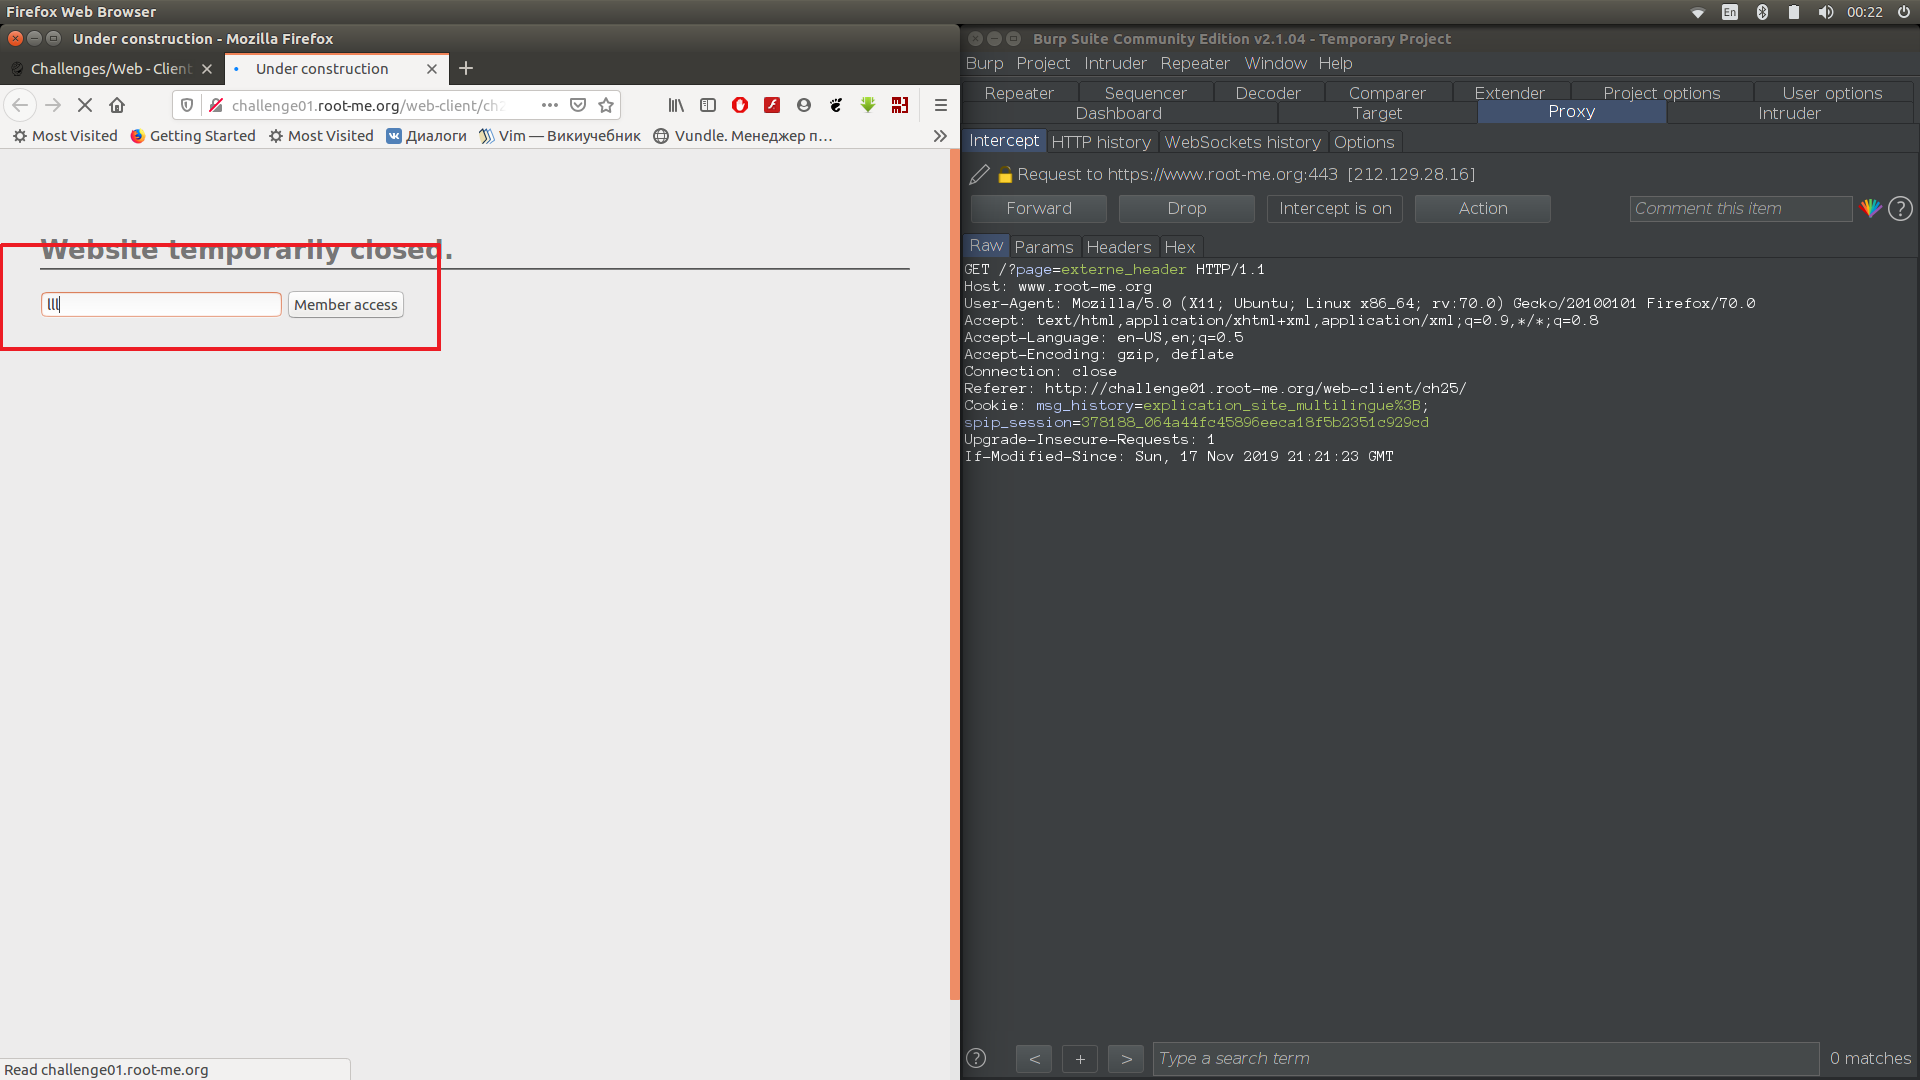 Firefox Web Browser
En
00:22
Under construction - Mozilla Firefox
Challenges/Web - Client
Under construction
challenge01.root-me.org/web-client/ch2
Most Visited
Getting Started
Most Visited
Диалоги
Vim — Викиучебник
Vundle. Менеджер п…
Website temporarily closed.
lll
Member access
Read challenge01.root-me.org
Burp Suite Community Edition v2.1.04 - Temporary Project
Burp Project Intruder Repeater Window Help
Repeater Sequencer Decoder Comparer Extender Project options User options
Dashboard Target Proxy Intruder
Intercept HTTP history WebSockets history Options
Request to https://www.root-me.org:443 [212.129.28.16]
Forward Drop Intercept is on Action Comment this item ?
Raw Params Headers Hex
GET /?page=externe_header HTTP/1.1
Host: www.root-me.org
User-Agent: Mozilla/5.0 (X11; Ubuntu; Linux x86_64; rv:70.0) Gecko/20100101 Firefox/70.0
Accept: text/html,application/xhtml+xml,application/xml;q=0.9,*/*;q=0.8
Accept-Language: en-US,en;q=0.5
Accept-Encoding: gzip, deflate
Connection: close
Referer: http://challenge01.root-me.org/web-client/ch25/
Cookie: msg_history=explication_site_multilingue%3B;
spip_session=378188_064a44fc45896eeca18f5b2351c929cd
Upgrade-Insecure-Requests: 1
If-Modified-Since: Sun, 17 Nov 2019 21:21:23 GMT
? < + > Type a search term 0 matches